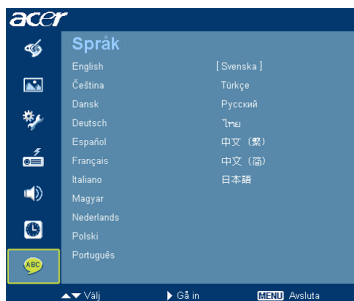 acer
Språk
English [ Svenska ]
Čeština Türkçe
Dansk Русский
Deutsch ไทย
Español 中文 (繁)
Français 中文 (简)
Italiano 日本語
Magyar
Nederlands
Polski
Português
ABC
▲▼ Välj ▶ Gå in MENU Avsluta